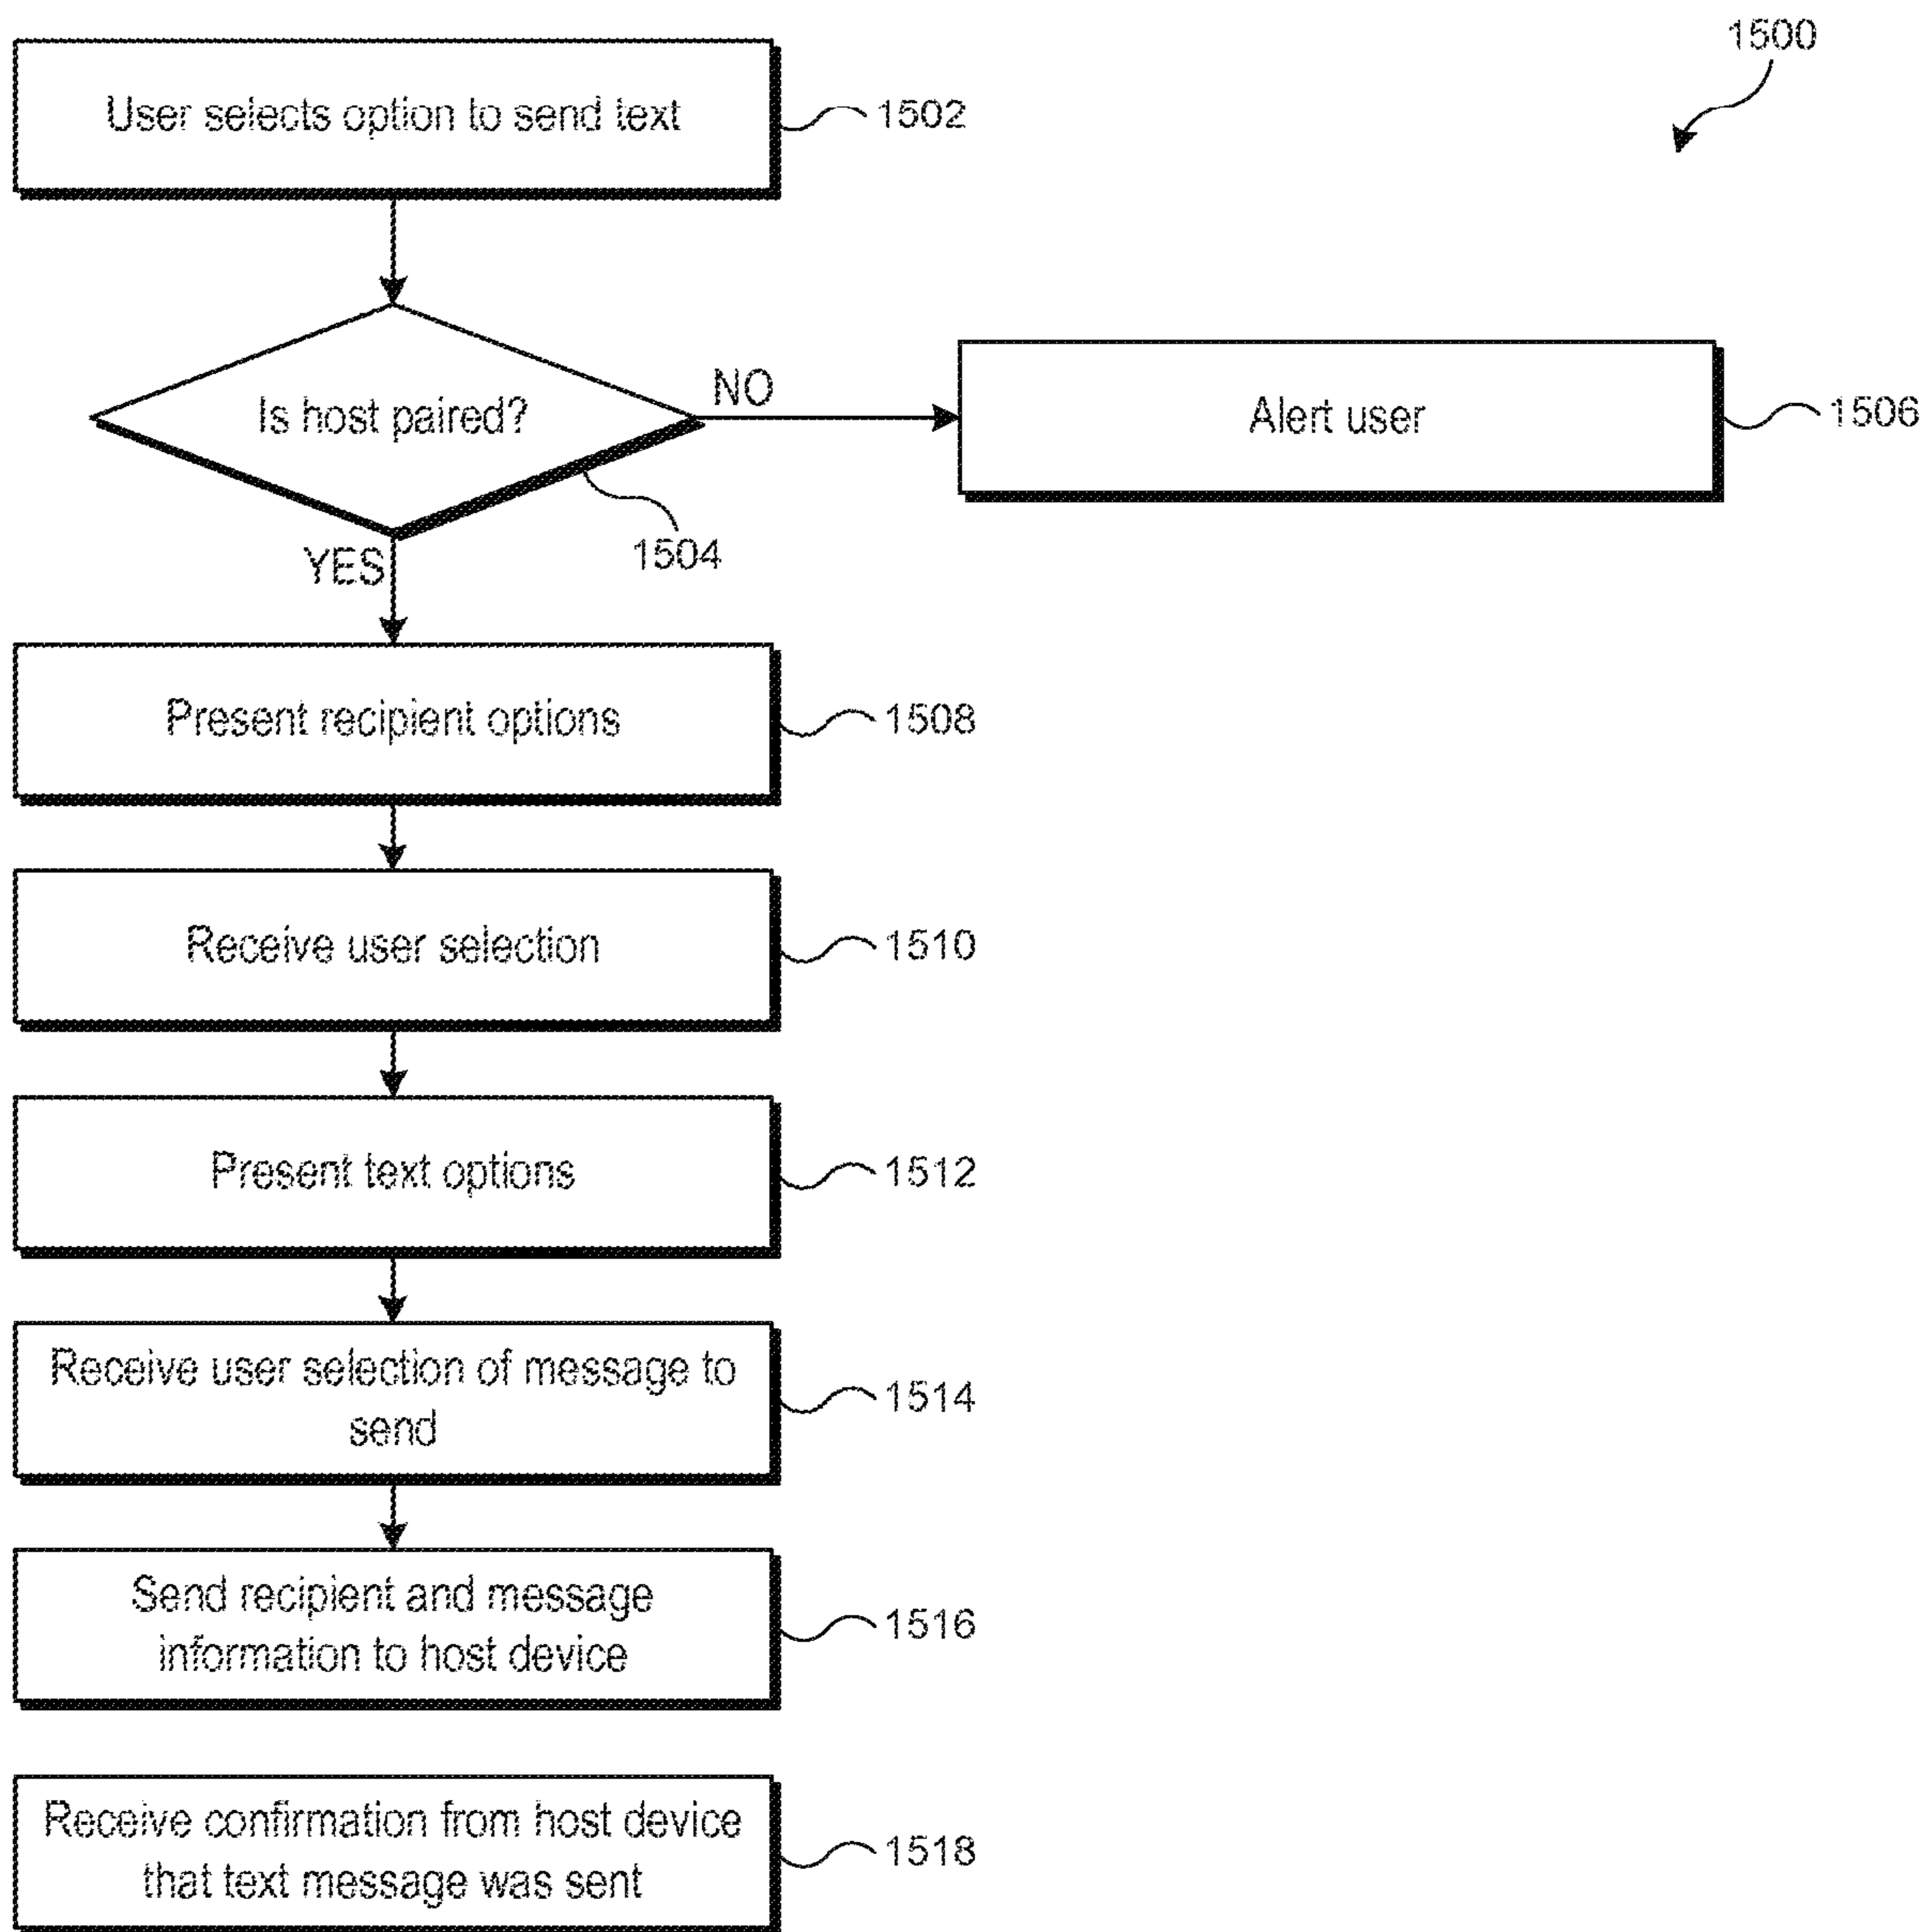 1500
User selects option to send text
1502
Is host paired?
NO
Alert user
1506
1504
YES
Present recipient options
1508
Receive user selection
1510
Present text options
1512
Receive user selection of message to
send
1514
Send recipient and message
information to host device
1516
Receive confirmation from host device
that text message was sent
1518